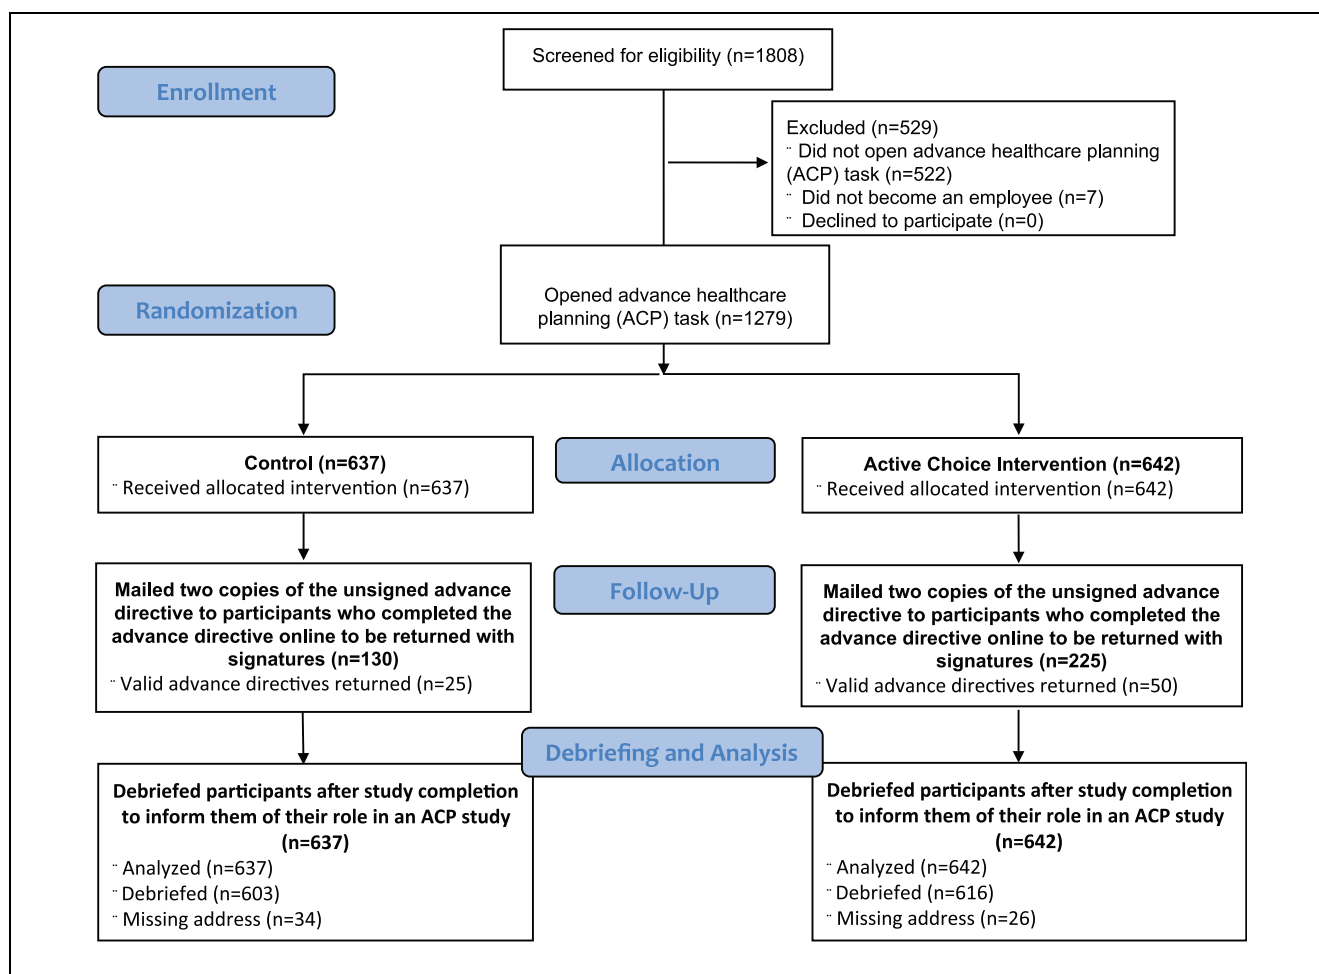 Screened for eligibility (n=1808)
Enrollment
Excluded (n=529)
¨ Did not open advance healthcare planning
(ACP) task (n=522)
¨ Did not become an employee (n=7)
¨ Declined to participate (n=0)
Opened advance healthcare
planning (ACP) task (n=1279)
Randomization
Control (n=637)
¨ Received allocated intervention (n=637)
Allocation
Active Choice Intervention (n=642)
¨ Received allocated intervention (n=642)
Mailed two copies of the unsigned advance
directive to participants who completed the
advance directive online to be returned with
signatures (n=130)
¨ Valid advance directives returned (n=25)
Follow-Up
Mailed two copies of the unsigned advance
directive to participants who completed the
advance directive online to be returned with
signatures (n=225)
¨ Valid advance directives returned (n=50)
Debriefing and Analysis
Debriefed participants after study completion
to inform them of their role in an ACP study
(n=637)
¨ Analyzed (n=637)
¨ Debriefed (n=603)
¨ Missing address (n=34)
Debriefed participants after study completion
to inform them of their role in an ACP study
(n=642)
¨ Analyzed (n=642)
¨ Debriefed (n=616)
¨ Missing address (n=26)